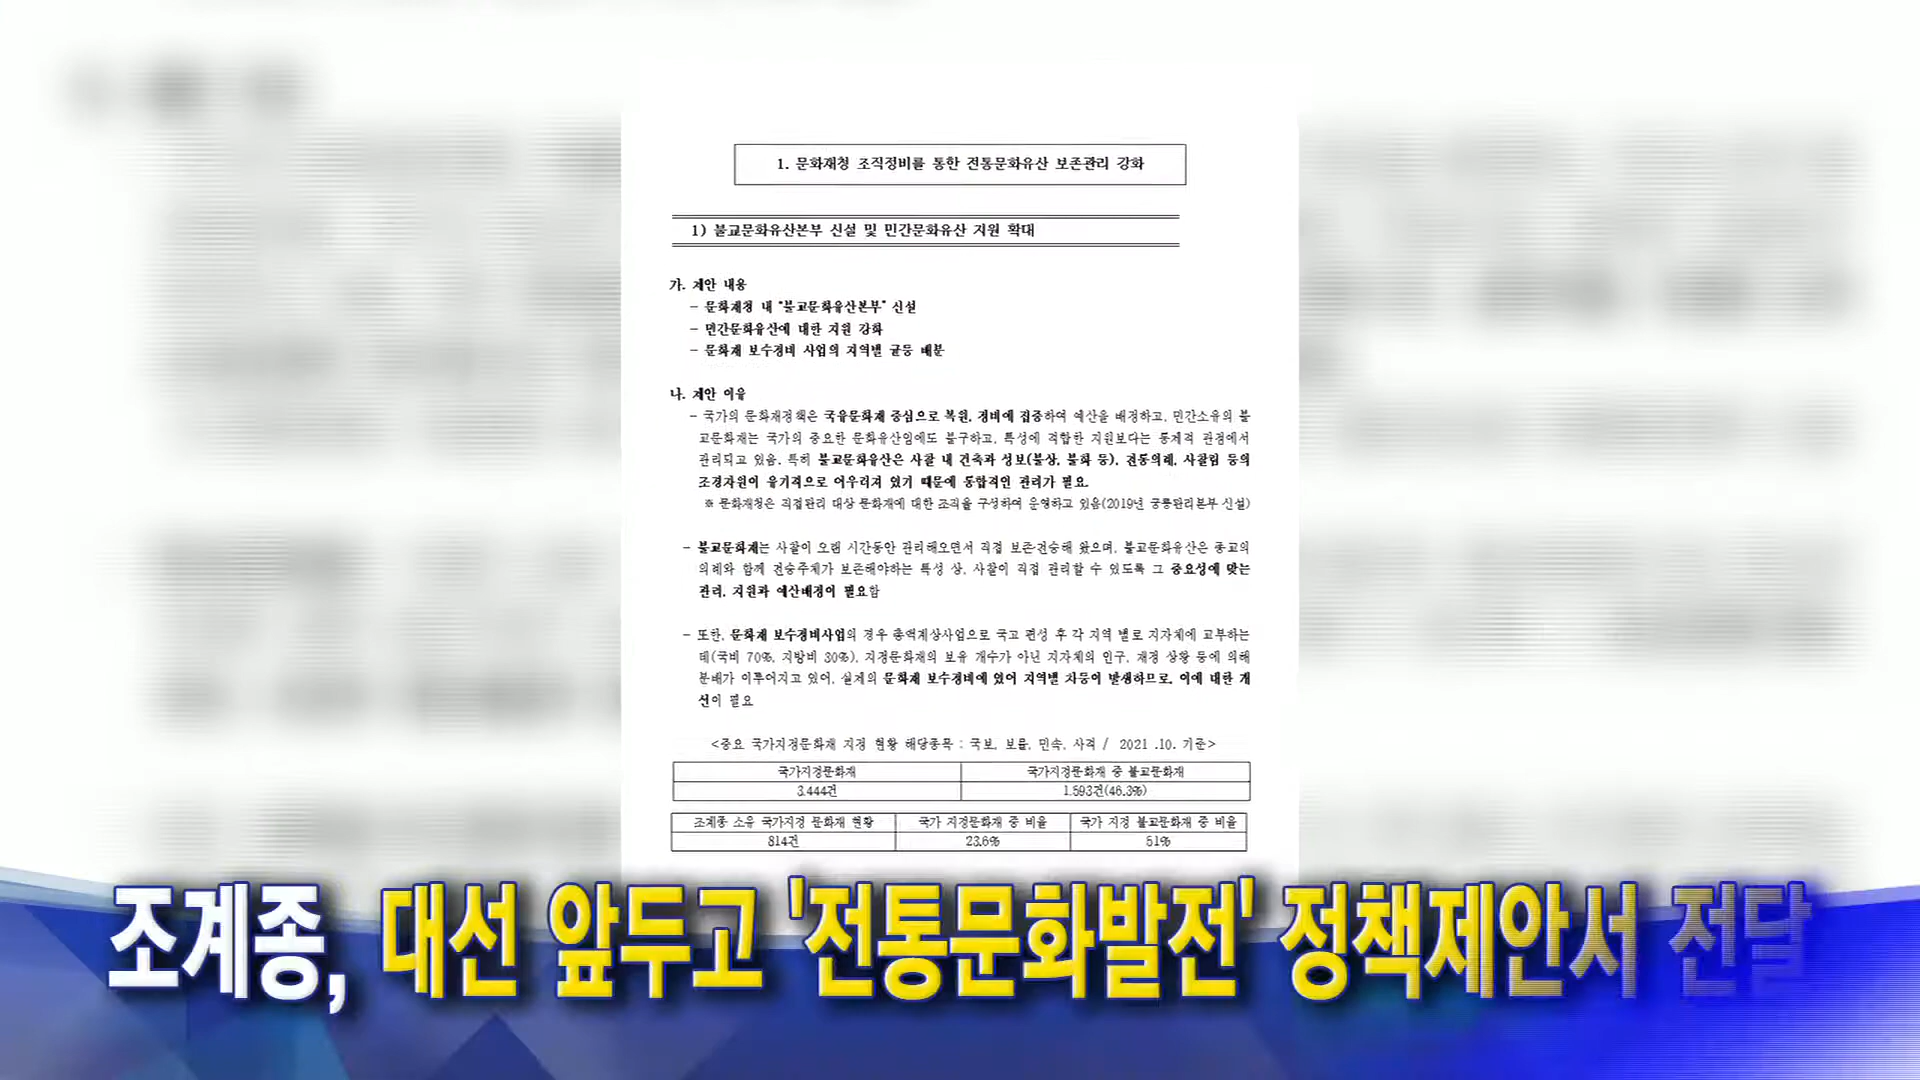 1. 문화재청 조직정비를 통한 전통문화유산 보존관리 강화
1) 불교문화유산본부 신설 및 민간문화유산 지원 확대
가. 제안 내용
- 문화재청 내 "불교문화유산본부" 신설
- 민간문화유산에 대한 지원 강화
- 문화재 보수정비 사업의 지역별 균등 배분
나. 제안 이유
- 국가의 문화재정책은 국유문화재 중심으로 복원, 정비에 집중하여 예산을 배정하고, 민간소유의 불
교문화재는 국가의 중요한 문화유산임에도 불구하고, 특성에 적합한 지원보다는 통제적 관점에서
관리되고 있음. 특히 불교문화유산은 사찰 내 건축과 성보(불상, 불화 등), 전통의례, 사찰림 등의
조경자원이 유기적으로 어우러져 있기 때문에 통합적인 관리가 필요.
※ 문화재청은 직접관리 대상 문화재에 대한 조직을 구성하여 운영하고 있음(2019년 궁릉관리본부 신설)
- 불교문화재는 사찰이 오랜 시간동안 관리해오면서 직접 보존·전승해 왔으며, 불교문화유산은 종교의
의례와 함께 전승주체가 보존해야하는 특성 상, 사찰이 직접 관리할 수 있도록 그 중요성에 맞는
관리, 지원과 예산배정이 필요함
- 또한, 문화재 보수정비사업의 경우 총액계상사업으로 국고 편성 후 각 지역 별로 지자체에 교부하는
데(국비 70%, 지방비 30%), 지정문화재의 보유 개수가 아닌 지자체의 인구, 재정 상황 등에 의해
분배가 이루어지고 있어, 실제의 문화재 보수정비에 있어 지역별 차등이 발생하므로, 이에 대한 개
선이 필요
<중요 국가지정문화재 지정 현황 해당종목 : 국보, 보물, 민속, 사적 / 2021 .10. 기준>
국가지정문화재 국가지정문화재 중 불교문화재
3,444건 1,593건(46.3%)
조계종 소유 국가지정 문화재 현황 국가 지정문화재 중 비율 국가 지정 불교문화재 중 비율
814건 23.6% 51%
조계종, 대선 앞두고 '전통문화발전' 정책제안서 전달